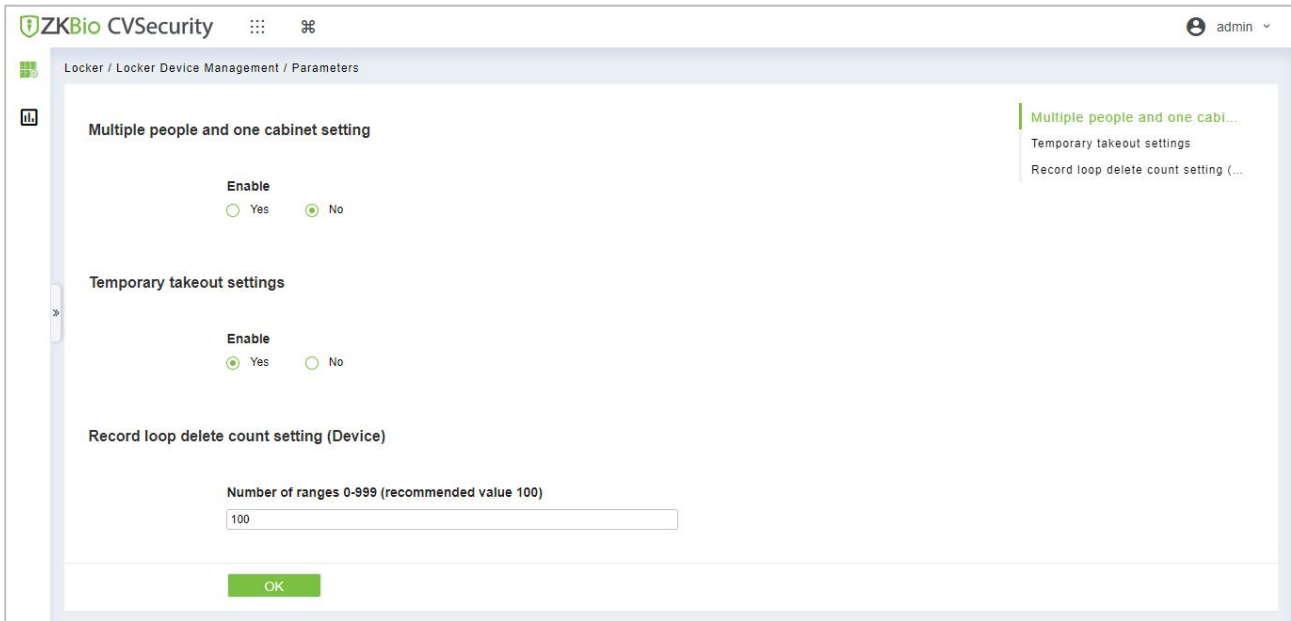 ZKBio CVSecurity
admin
Locker / Locker Device Management / Parameters
Multiple people and one cabinet setting
Multiple people and one cabi...
Temporary takeout settings
Record loop delete count setting (...
Enable
Yes No
Temporary takeout settings
Enable
Yes No
Record loop delete count setting (Device)
Number of ranges 0-999 (recommended value 100)
100
OK